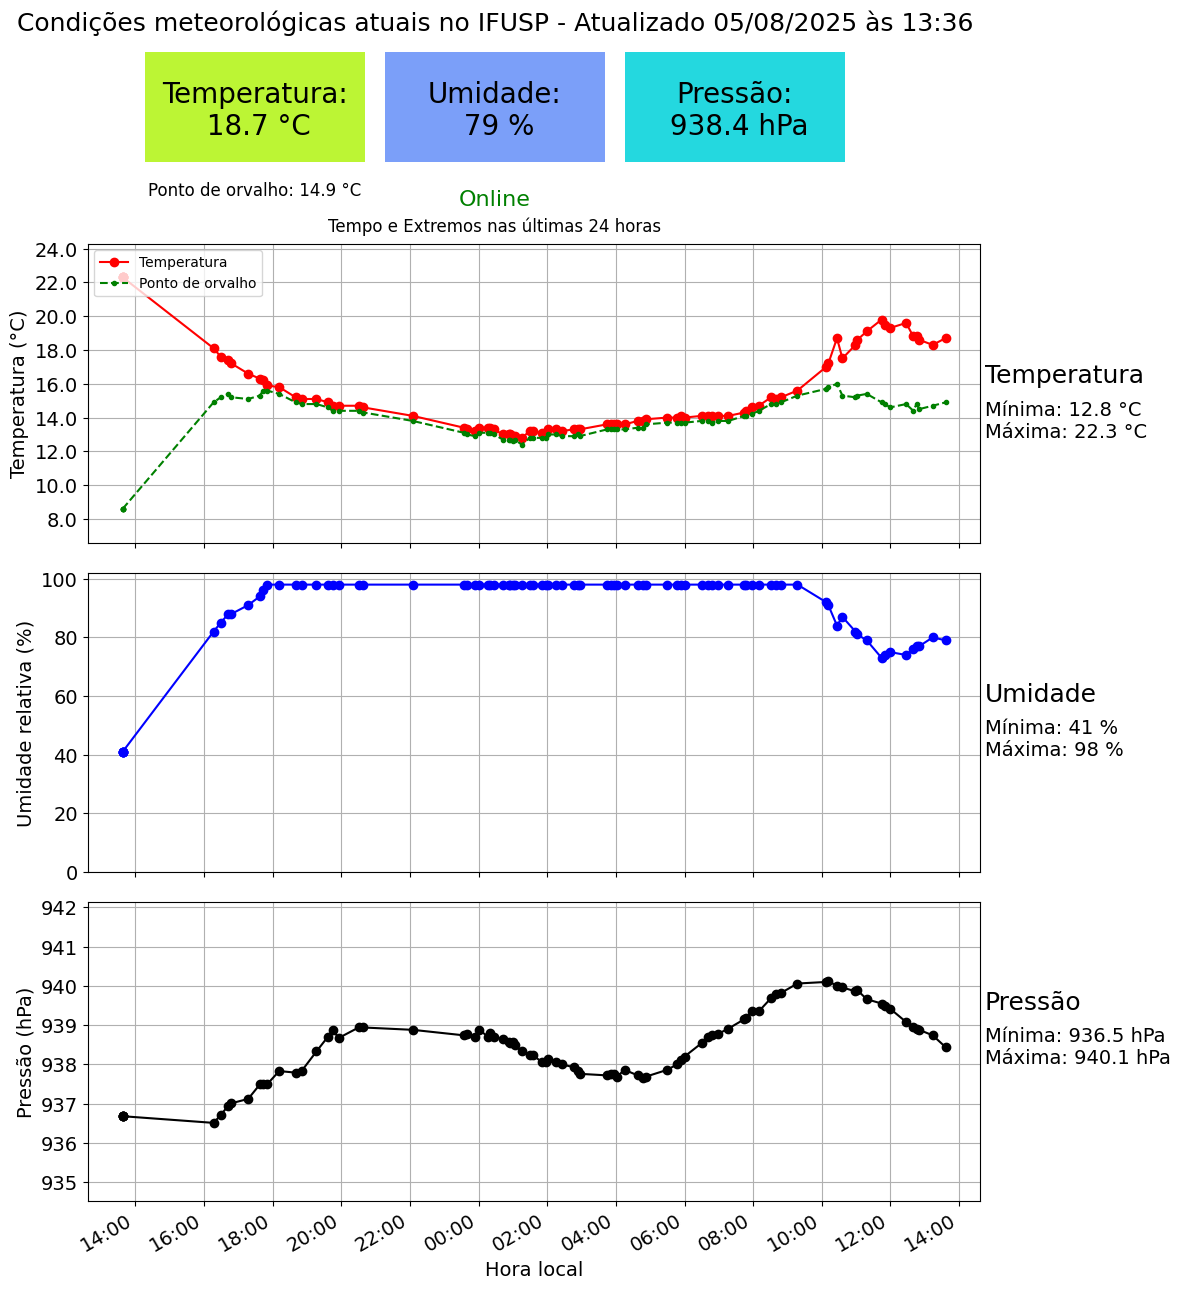 Condições meteorológicas atuais no IFUSP - Atualizado 05/08/2025 às 13:36
Temperatura:
18.7 °C
Umidade:
79 %
Pressão:
938.4 hPa
Ponto de orvalho: 14.9 °C
Online
Tempo e Extremos nas últimas 24 horas
Temperatura (°C)
24.0
22.0
20.0
18.0
16.0
14.0
12.0
10.0
8.0
Temperatura
Ponto de orvalho
Temperatura
Mínima: 12.8 °C
Máxima: 22.3 °C
Umidade relativa (%)
100
80
60
40
20
0
Umidade
Mínima: 41 %
Máxima: 98 %
Pressão (hPa)
942
941
940
939
938
937
936
935
Pressão
Mínima: 936.5 hPa
Máxima: 940.1 hPa
14:00
16:00
18:00
20:00
22:00
00:00
02:00
04:00
06:00
08:00
10:00
12:00
14:00
Hora local